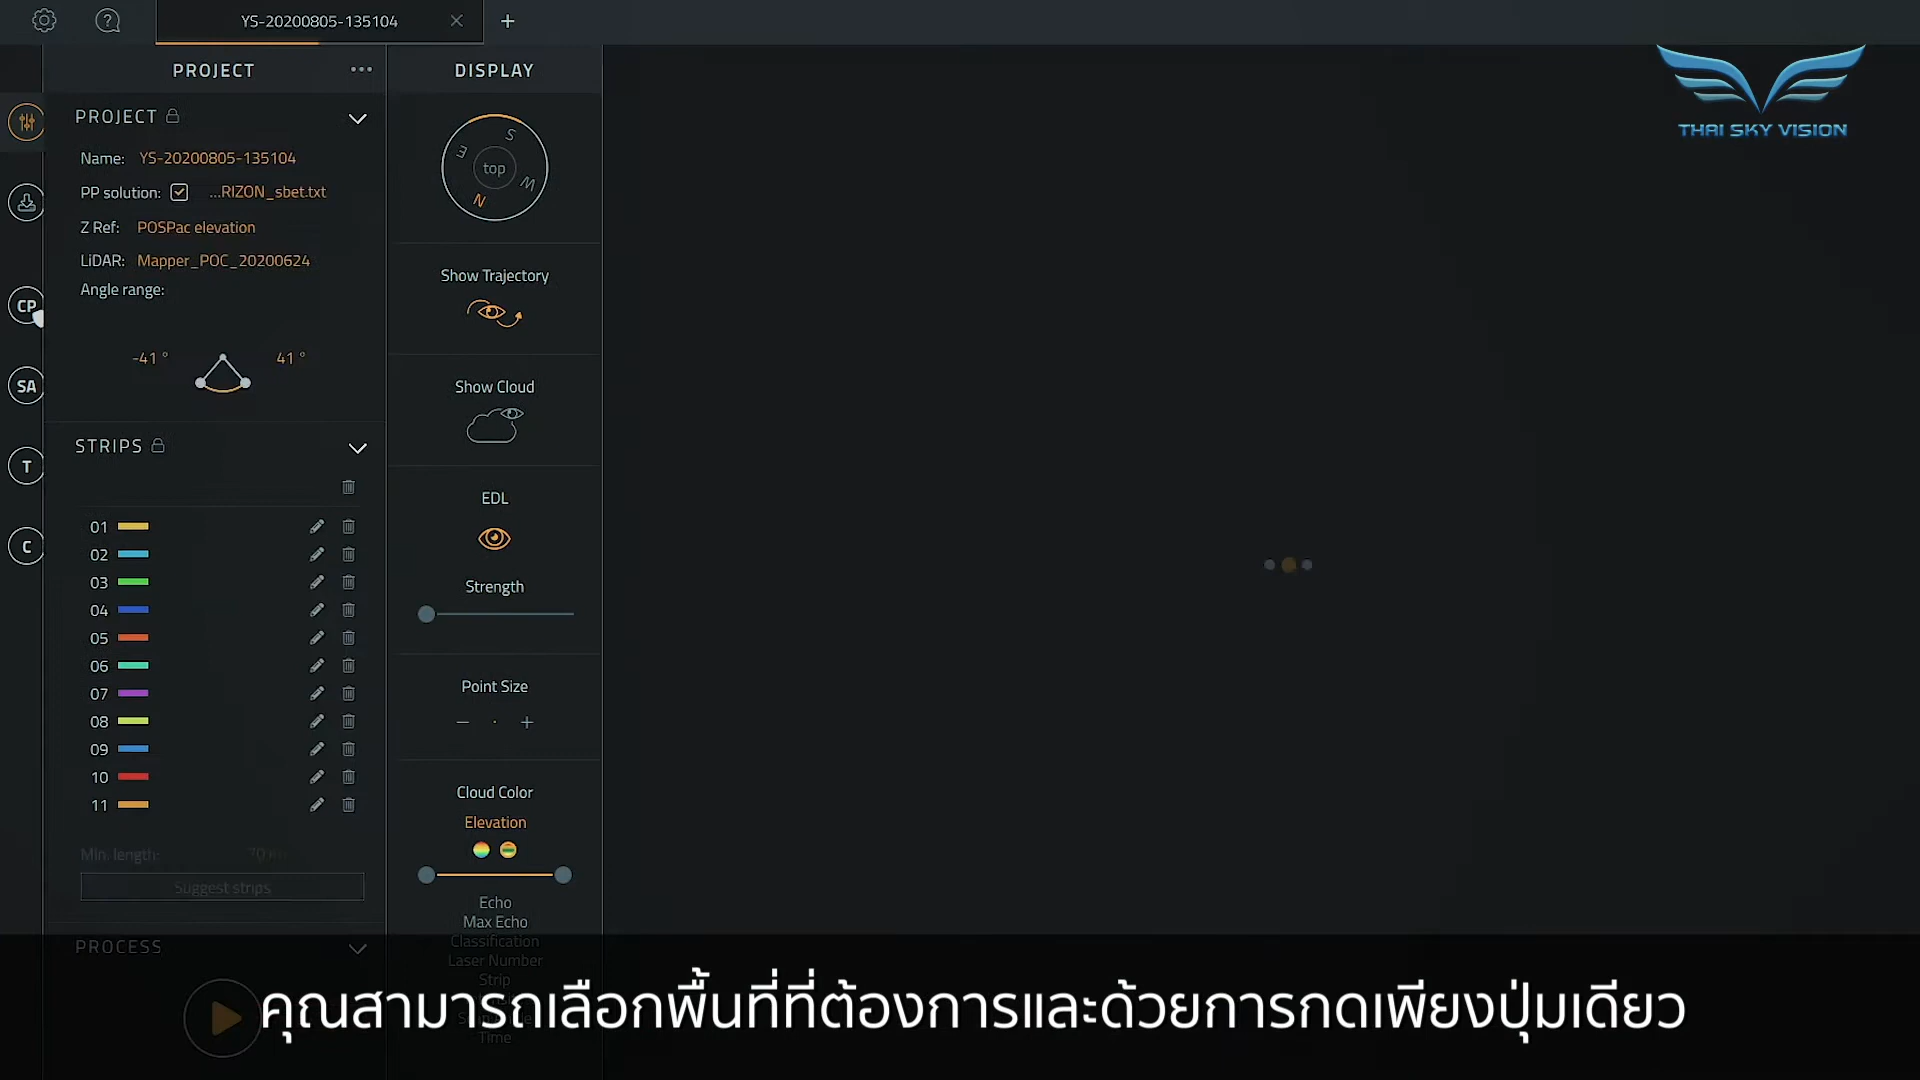 YS-20200805-135104
PROJECT
PROJECT
Name: YS-20200805-135104
PP solution: ...RIZON_sbet.txt
Z Ref: POSPac elevation
LiDAR: Mapper_POC_20200624
Angle range:
-41 °
41 °
CP
SA
T
C
STRIPS
01
02
03
04
05
06
07
08
09
10
11
Min. length:
Suggest strips
PROCESS
DISPLAY
S
E
top
W
N
Show Trajectory
Show Cloud
EDL
Strength
Point Size
Cloud Color
Elevation
Echo
Max Echo
Classification
Laser Number
Strip
Time
THAI SKY VISION
คุณสามารถเลือกพื้นที่ที่ต้องการและด้วยการกดเพียงปุ่มเดียว